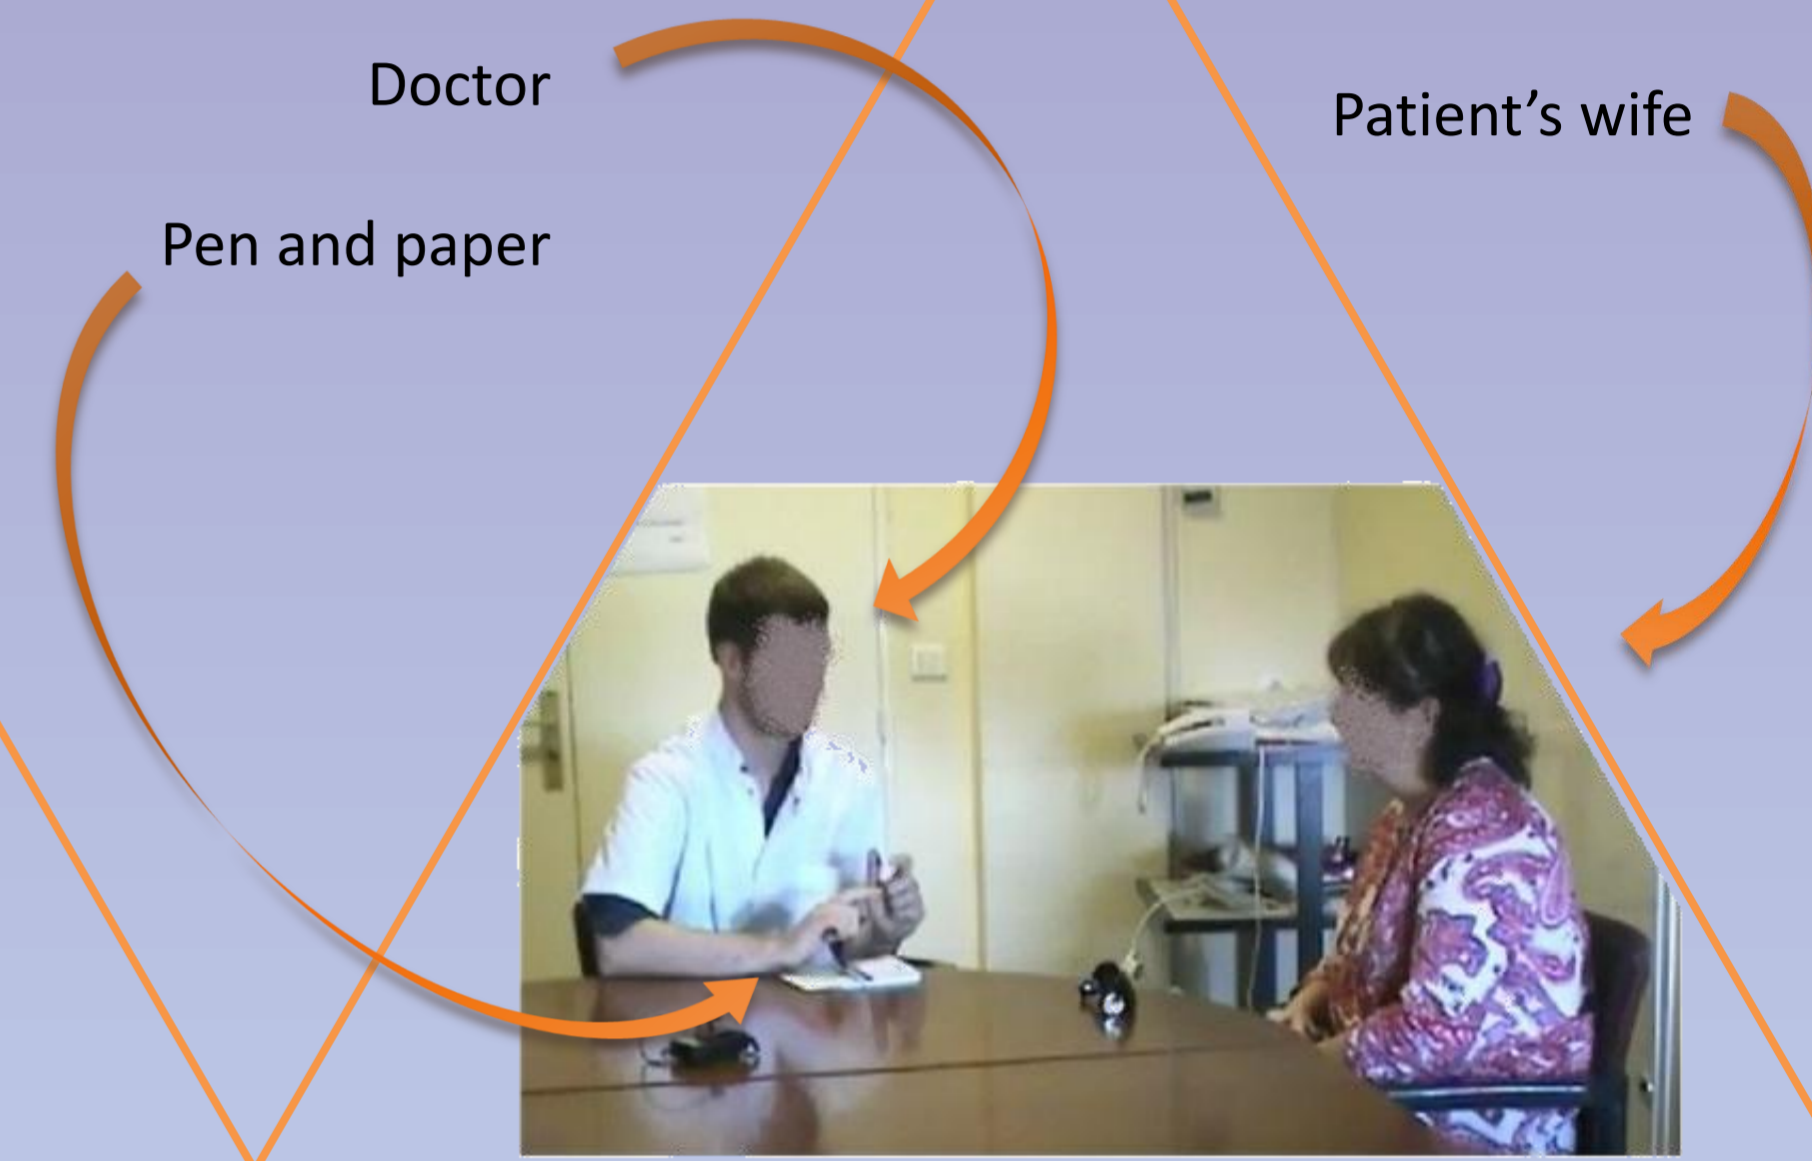 Doctor
Patient’s wife
Pen and paper